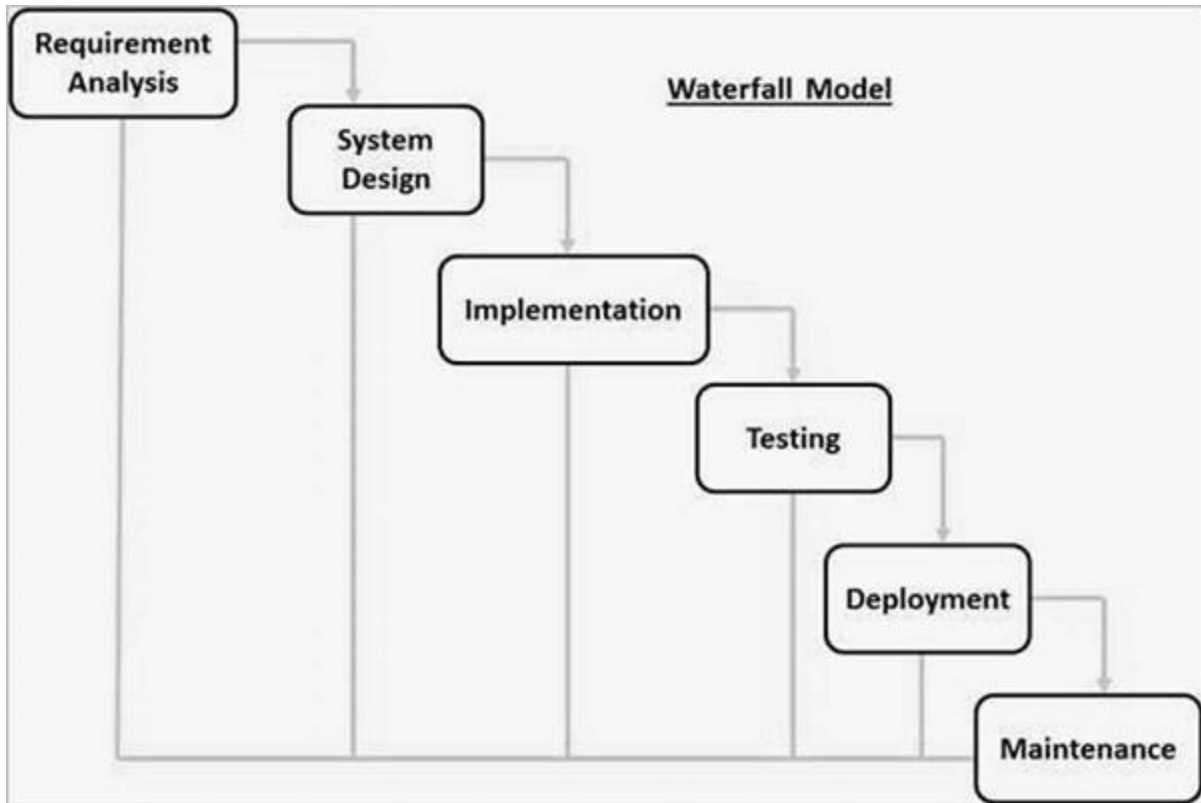 Requirement
Analysis
Waterfall Model
System
Design
Implementation
Testing
Deployment
Maintenance